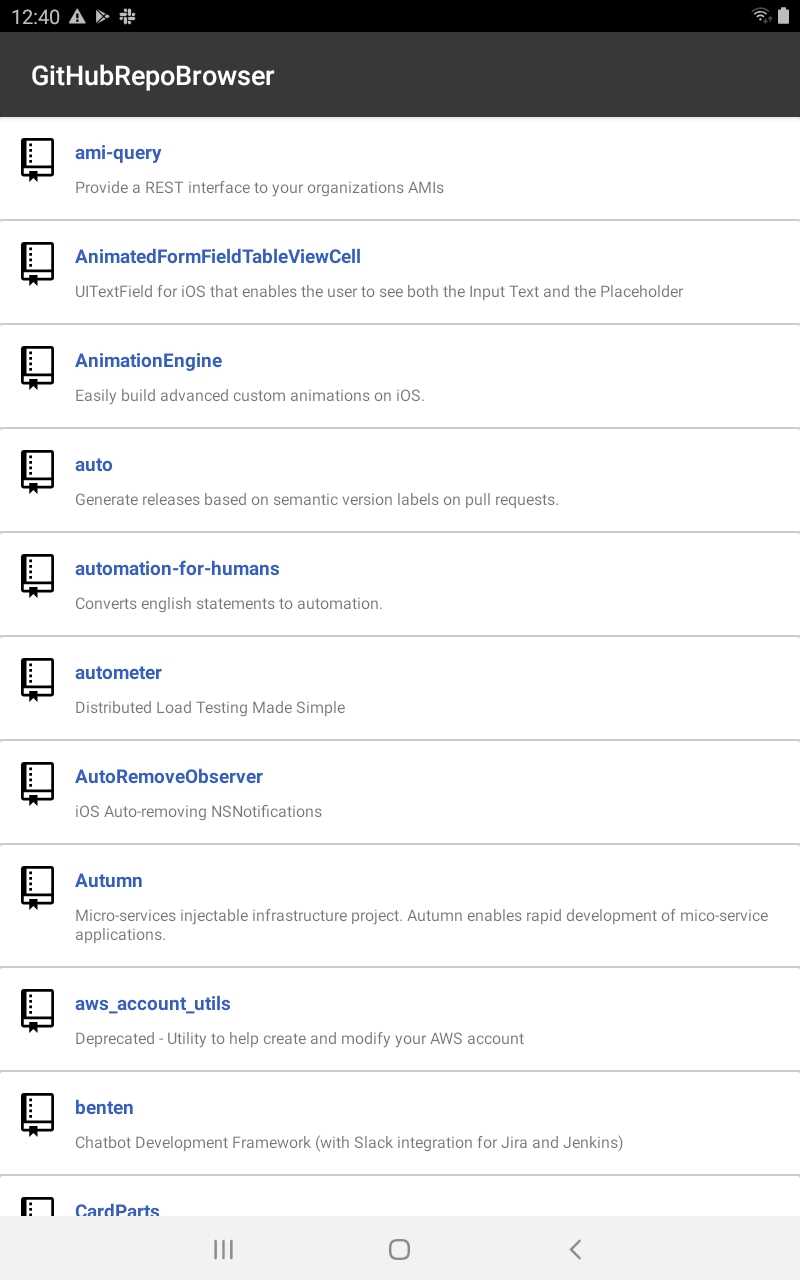 12:40
GitHubRepoBrowser
ami-query
Provide a REST interface to your organizations AMIs
AnimatedFormFieldTableViewCell
UITextField for iOS that enables the user to see both the Input Text and the Placeholder
AnimationEngine
Easily build advanced custom animations on iOS.
auto
Generate releases based on semantic version labels on pull requests.
automation-for-humans
Converts english statements to automation.
autometer
Distributed Load Testing Made Simple
AutoRemoveObserver
iOS Auto-removing NSNotifications
Autumn
Micro-services injectable infrastructure project. Autumn enables rapid development of mico-service
applications.
aws_account_utils
Deprecated - Utility to help create and modify your AWS account
benten
Chatbot Development Framework (with Slack integration for Jira and Jenkins)
CardParts